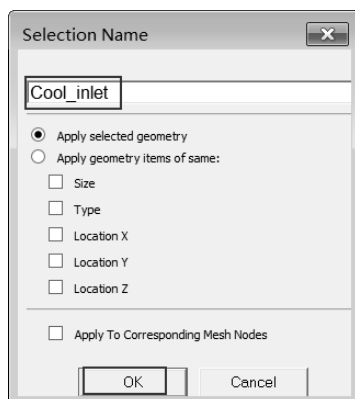 Selection Name
Cool_inlet
Apply selected geometry
Apply geometry items of same:
Size
Type
Location X
Location Y
Location Z
Apply To Corresponding Mesh Nodes
OK
Cancel